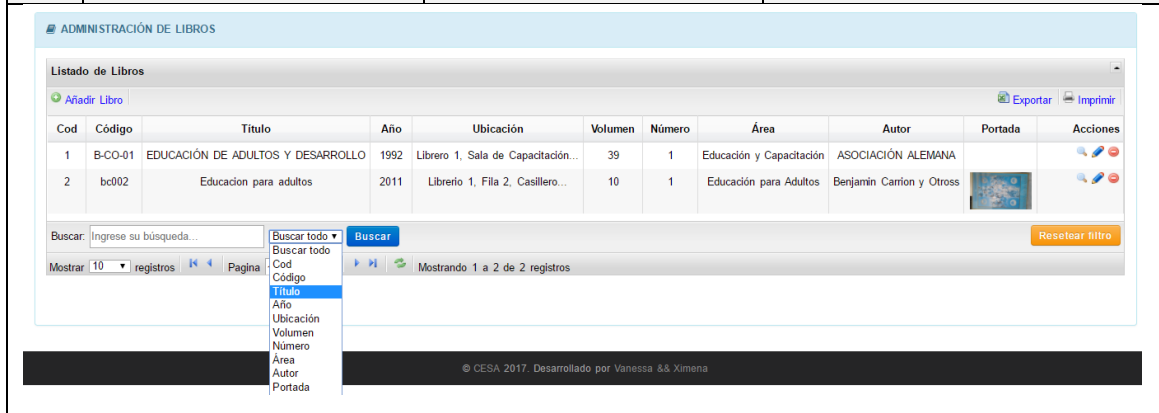 ADMINISTRACIÓN DE LIBROS
Listado de Libros
Añadir Libro Exportar Imprimir
Cod Código Título Año Ubicación Volumen Número Área Autor Portada Acciones
1 B-CO-01 EDUCACIÓN DE ADULTOS Y DESARROLLO 1992 Librero 1, Sala de Capacitación... 39 1 Educación y Capacitación ASOCIACIÓN ALEMANA
2 bc002 Educacion para adultos 2011 Librerio 1, Fila 2, Casillero... 10 1 Educación para Adultos Benjamin Carrion y Otross
Buscar: Ingrese su búsqueda... Buscar todo Buscar Resetear filtro
Buscar todo
Mostrar 10 registros Pagina Mostrando 1 a 2 de 2 registros
Cod
Código
Título
Año
Ubicación
Volumen
Número
Área
Autor
Portada
© CESA 2017. Desarrollado por Vanessa && Ximena